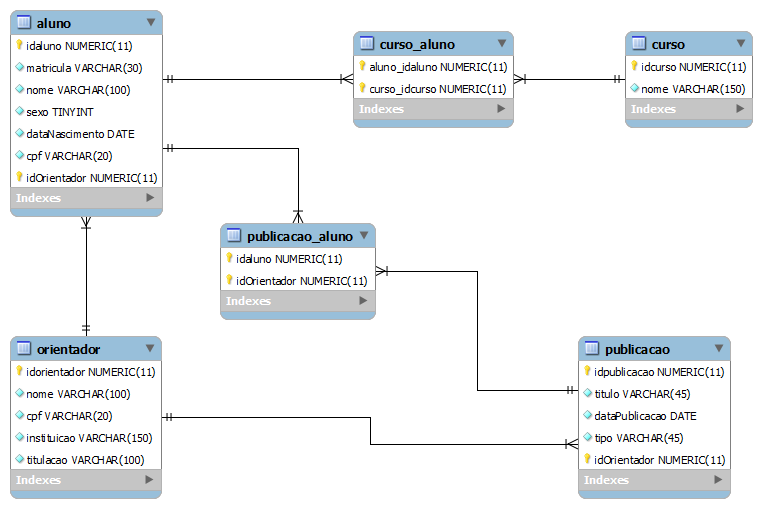 aluno
idaluno NUMERIC(11)
matricula VARCHAR(30)
nome VARCHAR(100)
sexo TINYINT
dataNascimento DATE
cpf VARCHAR(20)
idOrientador NUMERIC(11)
Indexes
curso_aluno
aluno_idaluno NUMERIC(11)
curso_idcurso NUMERIC(11)
Indexes
curso
idcurso NUMERIC(11)
nome VARCHAR(150)
Indexes
publicacao_aluno
idaluno NUMERIC(11)
idOrientador NUMERIC(11)
Indexes
orientador
idorientador NUMERIC(11)
nome VARCHAR(100)
cpf VARCHAR(20)
instituicao VARCHAR(150)
titulacao VARCHAR(100)
Indexes
publicacao
idpublicacao NUMERIC(11)
titulo VARCHAR(45)
dataPublicacao DATE
tipo VARCHAR(45)
idOrientador NUMERIC(11)
Indexes